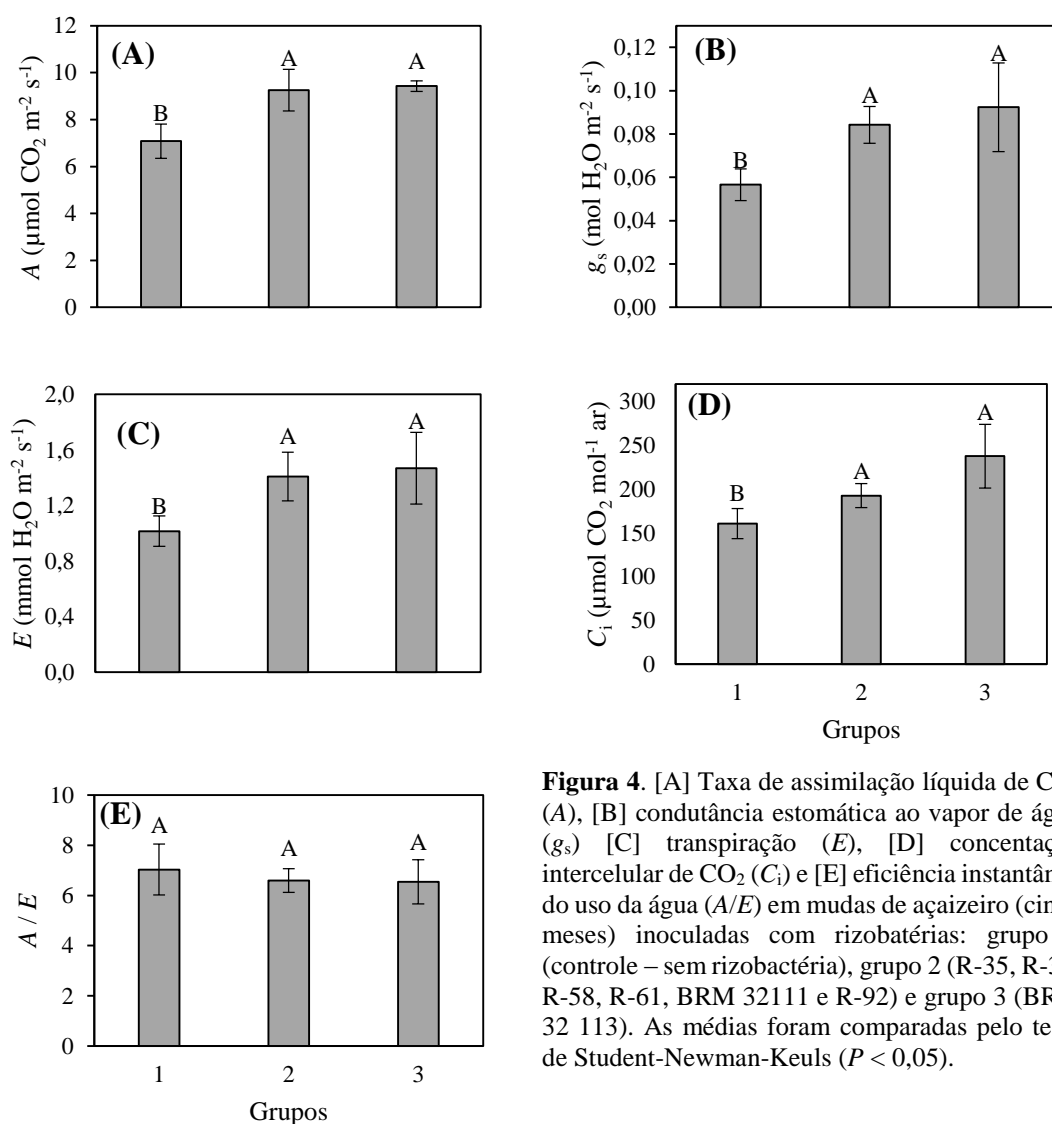 (A)
A (µmol CO2 m-2 s-1)
12
10
8
6
4
2
0
B
A
A
(B)
gs (mol H2O m-2 s-1)
0,12
0,10
0,08
0,06
0,04
0,02
0,00
B
A
A
(C)
E (mmol H2O m-2 s-1)
2,0
1,6
1,2
0,8
0,4
0,0
B
A
A
(D)
Ci (µmol CO2 mol-1 ar)
300
250
200
150
100
50
0
B
A
A
1 2 3
Grupos
(E)
A / E
10
8
6
4
2
0
A
A
A
1 2 3
Grupos
Figura 4. [A] Taxa de assimilação líquida de
(A), [B] condutância estomática ao vapor de
(gs) [C] transpiração (E), [D]
intercelular de CO2 (Ci) e [E] eficiência
do uso da água (A/E) em mudas de açaizeiro
meses) inoculadas com rizobatérias: grupo
(controle – sem rizobactéria), grupo 2 (R-35,
R-58, R-61, BRM 32111 e R-92) e grupo 3
32 113). As médias foram comparadas pelo
de Student-Newman-Keuls (P < 0,05).